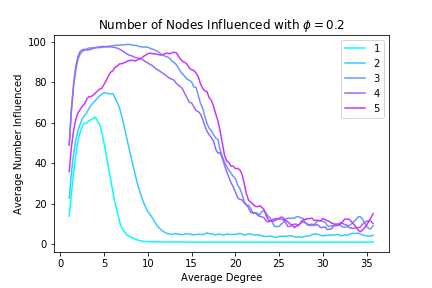 Number of Nodes Influenced with ϕ = 0.2
100
80
60
40
20
0
Average Number Influenced
0 5 10 15 20 25 30 35
Average Degree
1
2
3
4
5